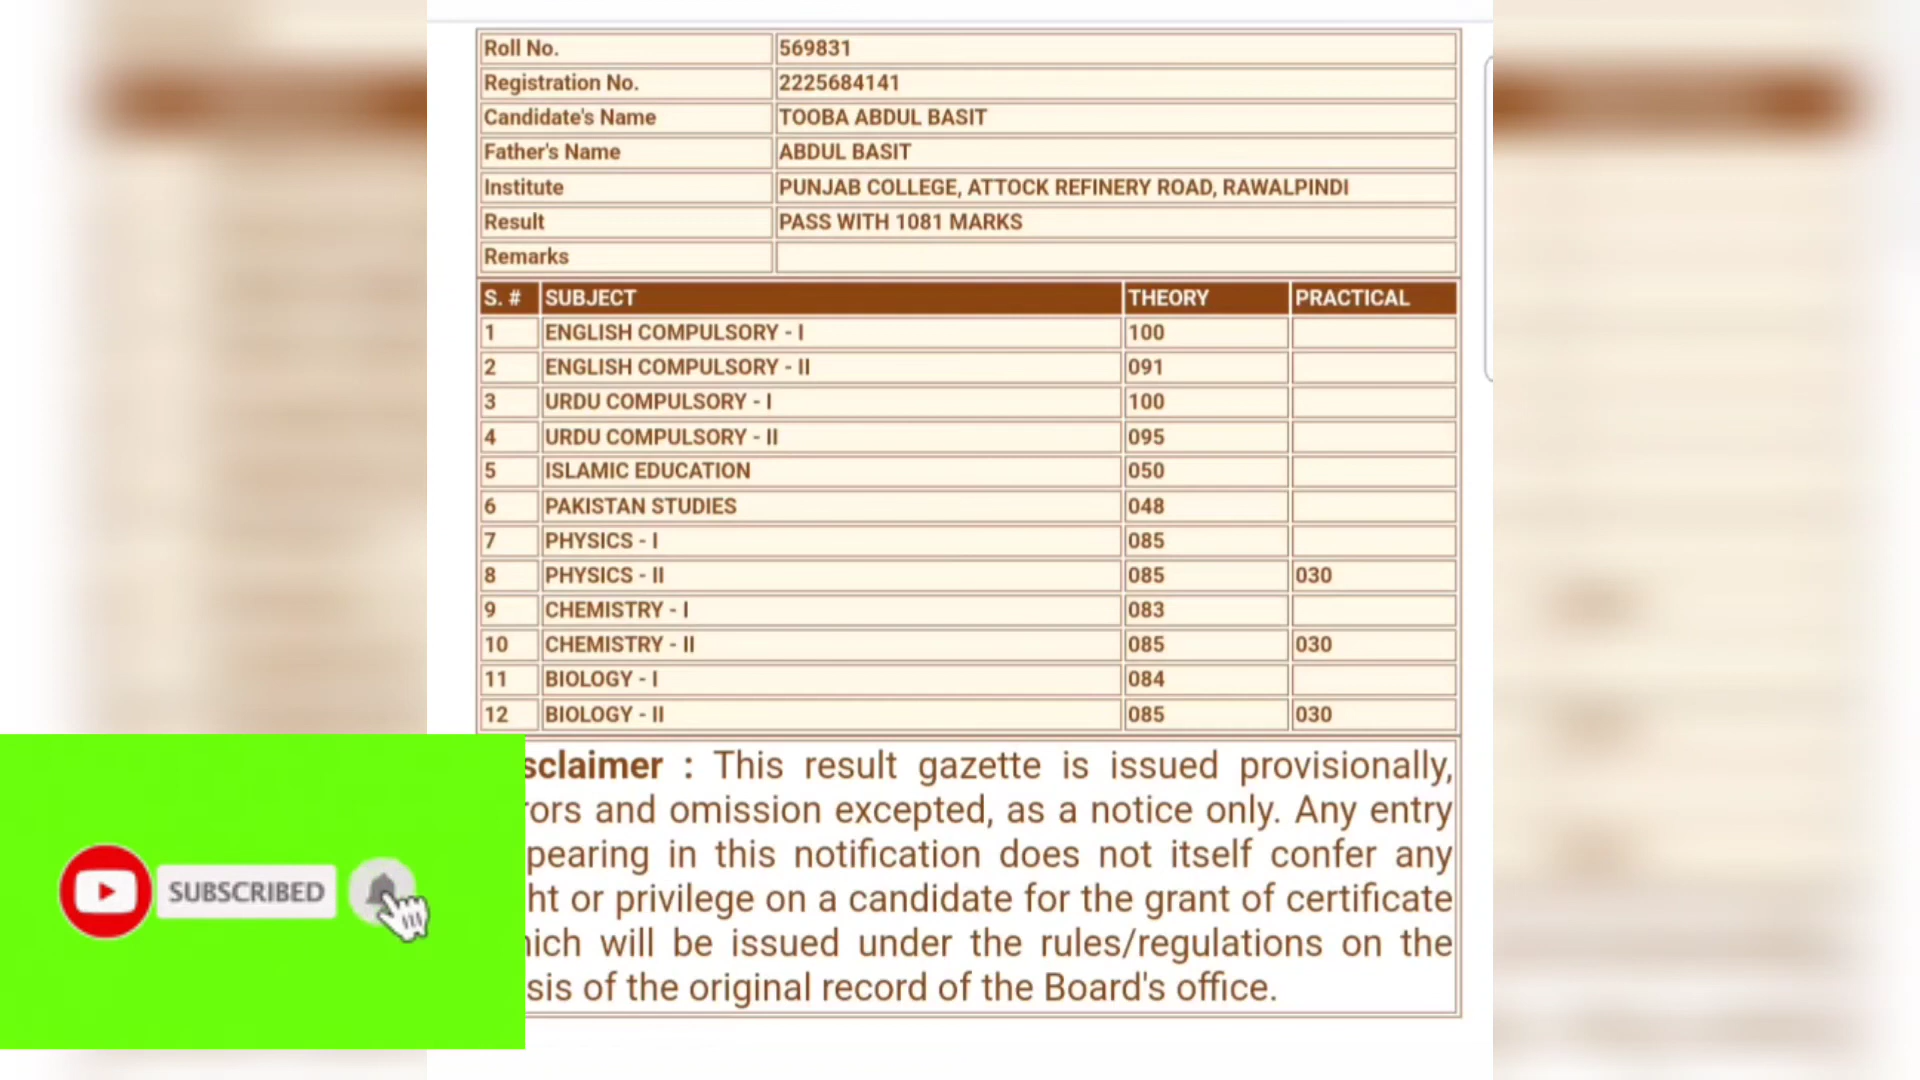 Roll No. 569831
Registration No. 2225684141
Candidate's Name TOOBA ABDUL BASIT
Father's Name ABDUL BASIT
Institute PUNJAB COLLEGE, ATTOCK REFINERY ROAD, RAWALPINDI
Result PASS WITH 1081 MARKS
Remarks
S. # SUBJECT THEORY PRACTICAL
1 ENGLISH COMPULSORY - I 100
2 ENGLISH COMPULSORY - II 091
3 URDU COMPULSORY - I 100
4 URDU COMPULSORY - II 095
5 ISLAMIC EDUCATION 050
6 PAKISTAN STUDIES 048
7 PHYSICS - I 085
8 PHYSICS - II 085 030
9 CHEMISTRY - I 083
10 CHEMISTRY - II 085 030
11 BIOLOGY - I 084
12 BIOLOGY - II 085 030
sclaimer : This result gazette is issued provisionally,
rors and omission excepted, as a notice only. Any entry
pearing in this notification does not itself confer any
ht or privilege on a candidate for the grant of certificate
hich will be issued under the rules/regulations on the
sis of the original record of the Board's office.
SUBSCRIBED